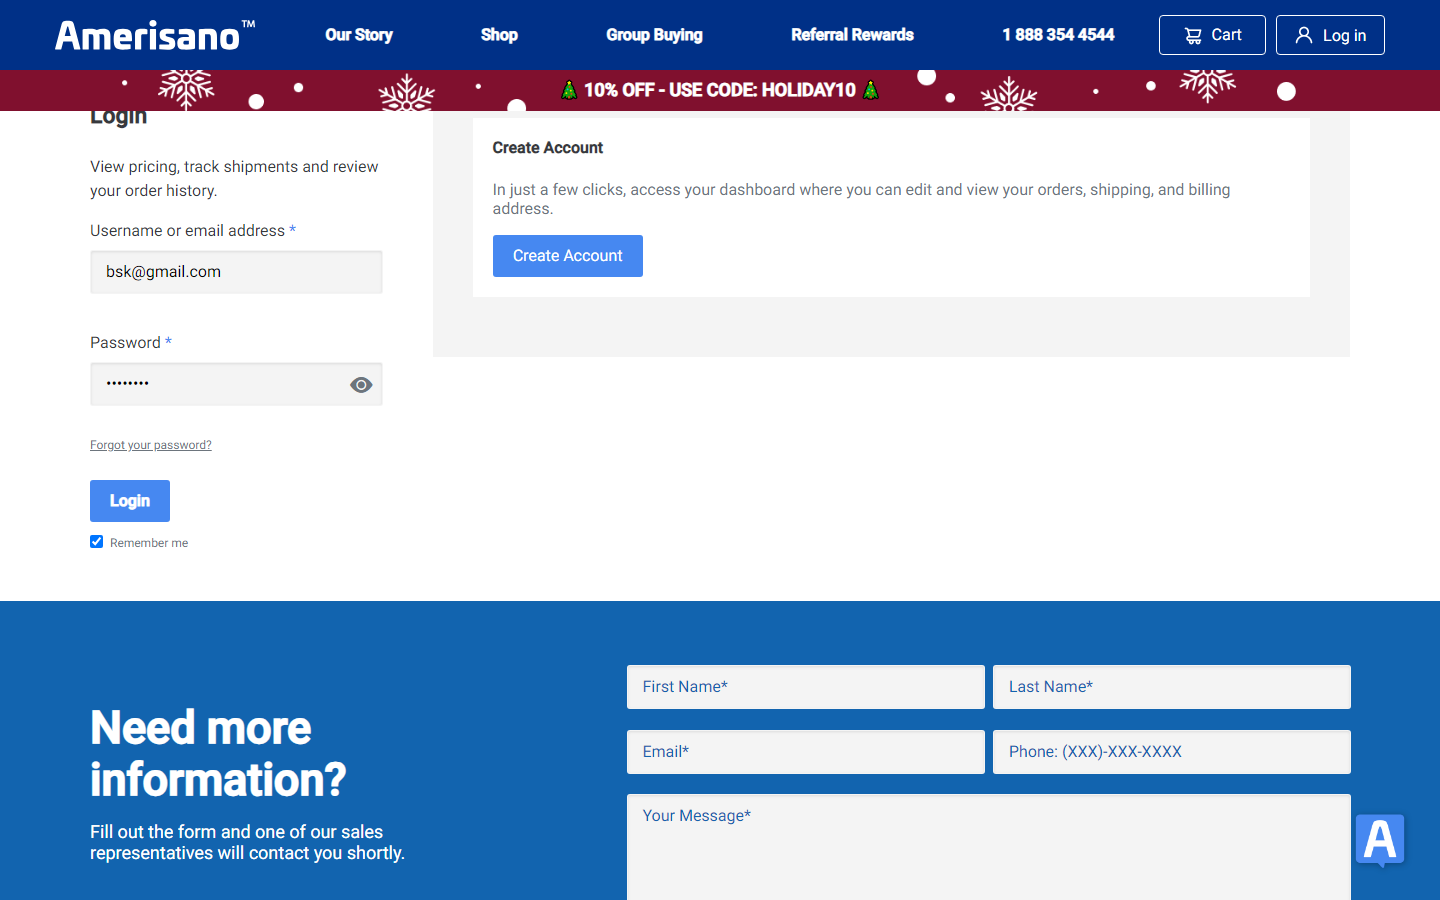 Amerisano™
Our Story
Shop
Group Buying
Referral Rewards
1 888 354 4544
Cart
Log in
10% OFF - USE CODE: HOLIDAY10
Login
View pricing, track shipments and review
your order history.
Username or email address *
bsk@gmail.com
Password *
••••••••
Forgot your password?
Login
Remember me
Create Account
In just a few clicks, access your dashboard where you can edit and view your orders, shipping, and billing
address.
Create Account
Need more
information?
Fill out the form and one of our sales
representatives will contact you shortly.
First Name*
Last Name*
Email*
Phone: (XXX)-XXX-XXXX
Your Message*
A